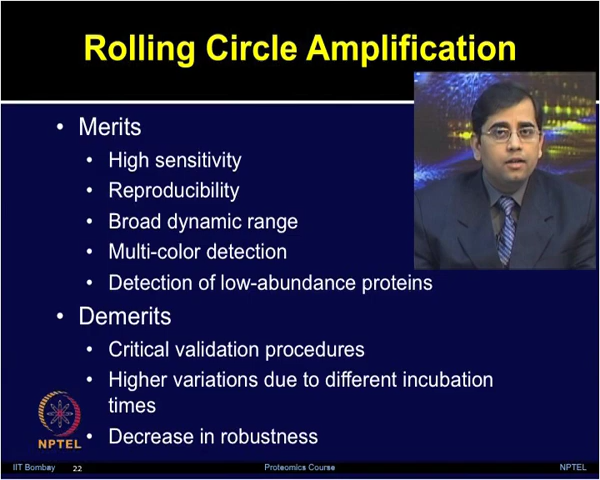 Rolling Circle Amplification
• Merits
• High sensitivity
• Reproducibility
• Broad dynamic range
• Multi-color detection
• Detection of low-abundance proteins
• Demerits
• Critical validation procedures
• Higher variations due to different incubation
times
• Decrease in robustness
NPTEL
IIT Bombay 22 Proteomics Course NPTEL